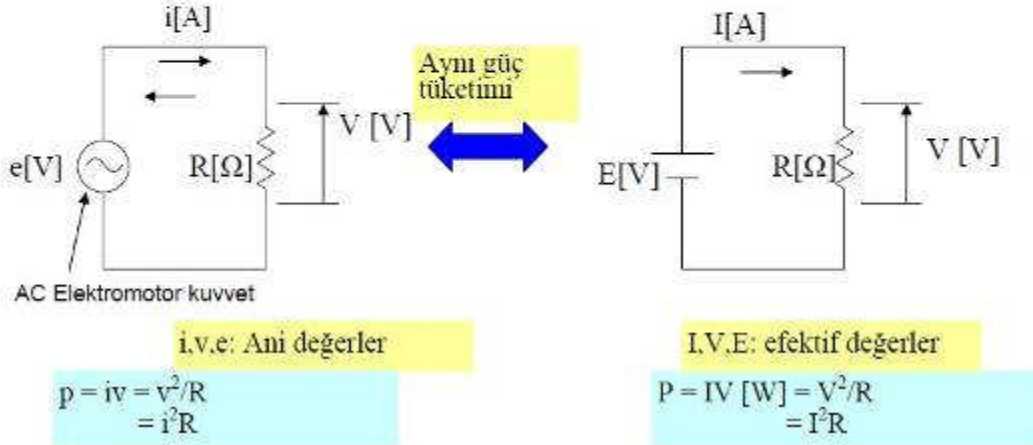 i[A]
I[A]
Aynı güç
tüketimi
e[V]
R[Ω]
V [V]
E[V]
R[Ω]
V [V]
AC Elektromotor kuvvet
i,v,e: Ani değerler
I,V,E: efektif değerler
p = iv = v²/R
= i²R
P = IV [W] = V²/R
= I²R